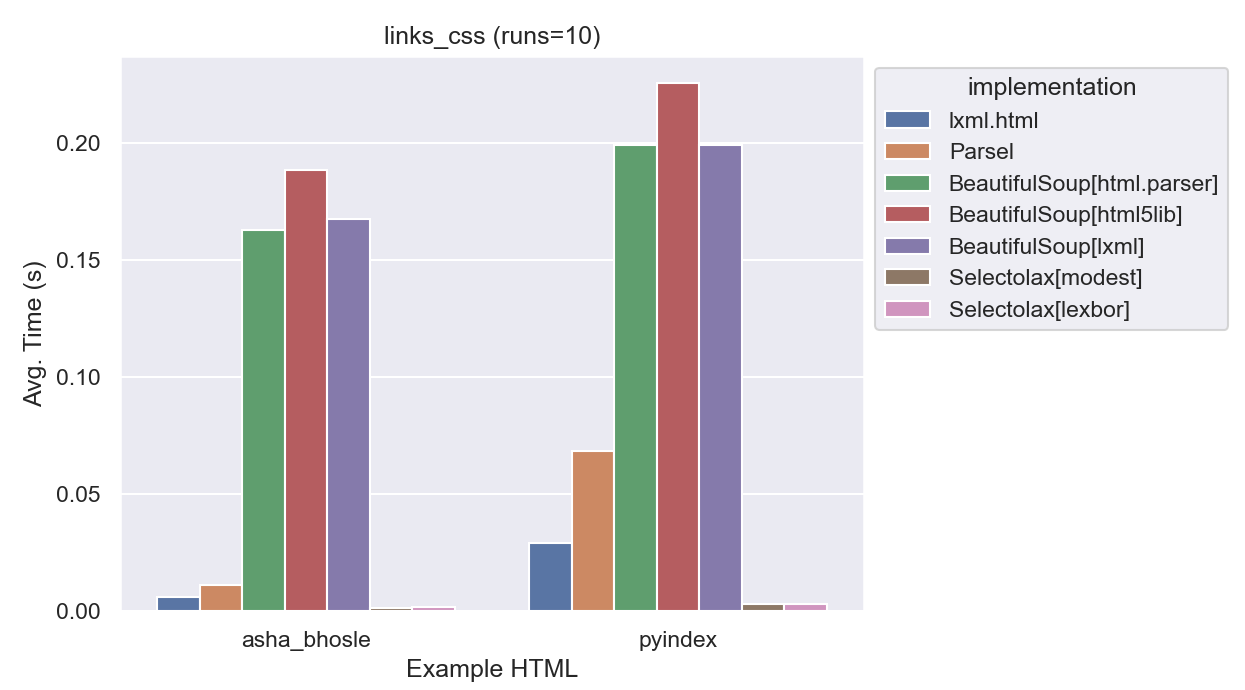 links_css (runs=10)
implementation
lxml.html
Parsel
BeautifulSoup[html.parser]
BeautifulSoup[html5lib]
BeautifulSoup[lxml]
Selectolax[modest]
Selectolax[lexbor]
Avg. Time (s)
0.20
0.15
0.10
0.05
0.00
asha_bhosle
pyindex
Example HTML